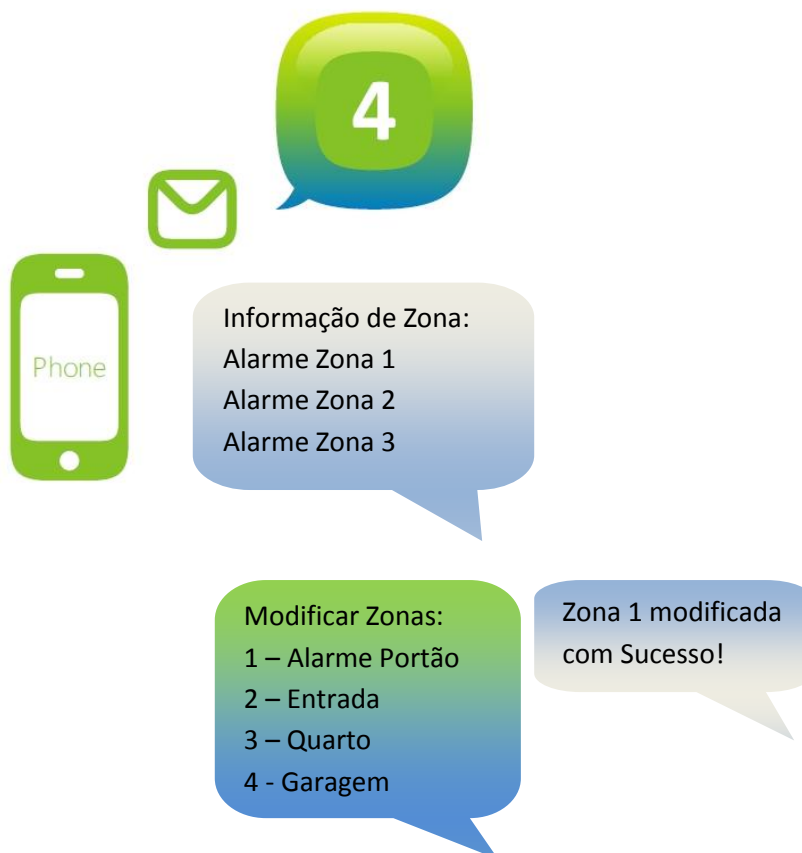 4
Phone
Informação de Zona:
Alarme Zona 1
Alarme Zona 2
Alarme Zona 3
Modificar Zonas:
1 – Alarme Portão
2 – Entrada
3 – Quarto
4 - Garagem
Zona 1 modificada
com Sucesso!